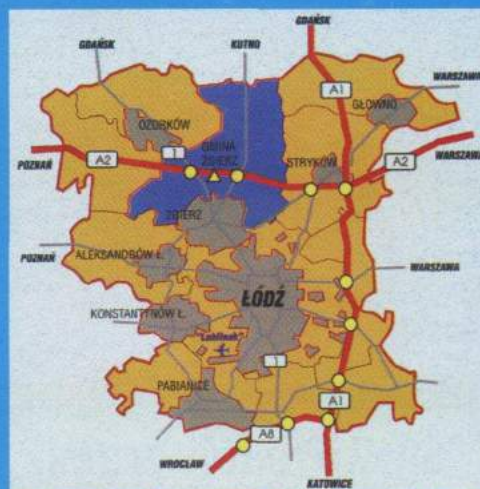 GDAŃSK
GDAŃSK
KUTNO
WARSZAWA
A1
GŁOWNO
OZORKÓW
1
GMINA
ZGIERZ
WARSZAWA
POZNAŃ
A2
STRYKÓW
A2
ZGIERZ
POZNAŃ
ALEKSANDRÓW Ł.
WARSZAWA
ŁÓDŹ
KONSTANTYNÓW Ł.
"Lublinek"
1
PABIANICE
A1
A8
WROCŁAW
KATOWICE